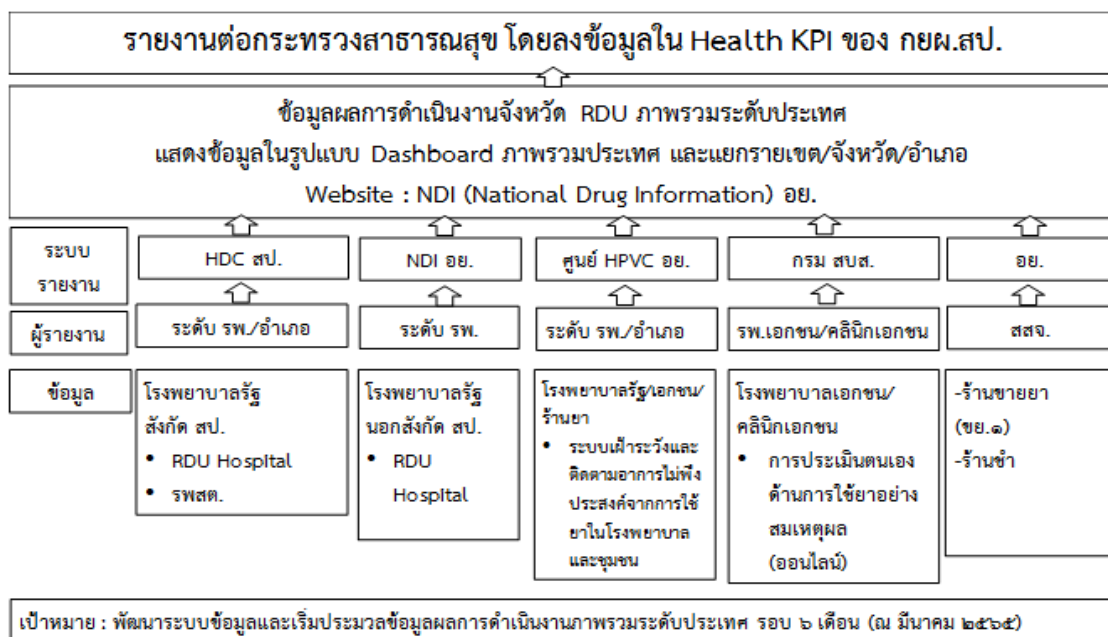 รายงานต่อกระทรวงสาธารณสุข โดยลงข้อมูลใน Health KPI ของ กยผ.สป.
ข้อมูลผลการดำเนินงานจังหวัด RDU ภาพรวมระดับประเทศ
แสดงข้อมูลในรูปแบบ Dashboard ภาพรวมประเทศ และแยกรายเขต/จังหวัด/อำเภอ
Website : NDI (National Drug Information) อย.
ระบบ
รายงาน
HDC สป.
NDI อย.
ศูนย์ HPVC อย.
กรม สบส.
อย.
ผู้รายงาน
ระดับ รพ./อำเภอ
ระดับ รพ.
ระดับ รพ./อำเภอ
รพ.เอกชน/คลินิกเอกชน
สสจ.
ข้อมูล
โรงพยาบาลรัฐ
สังกัด สป.
• RDU Hospital
• รพสต.
โรงพยาบาลรัฐ
นอกสังกัด สป.
• RDU
Hospital
โรงพยาบาลรัฐ/เอกชน/
ร้านยา
• ระบบเฝ้าระวังและ
ติดตามอาการไม่พึง
ประสงค์จากการใช้
ยาในโรงพยาบาล
และชุมชน
โรงพยาบาลเอกชน/
คลินิกเอกชน
• การประเมินตนเอง
ด้านการใช้ยาอย่าง
สมเหตุผล
(ออนไลน์)
-ร้านขายยา
(ขย.๑)
-ร้านชำ
เป้าหมาย : พัฒนาระบบข้อมูลและเริ่มประมวลข้อมูลผลการดำเนินงานภาพรวมระดับประเทศ รอบ ๖ เดือน (ณ มีนาคม ๒๕๖๕)